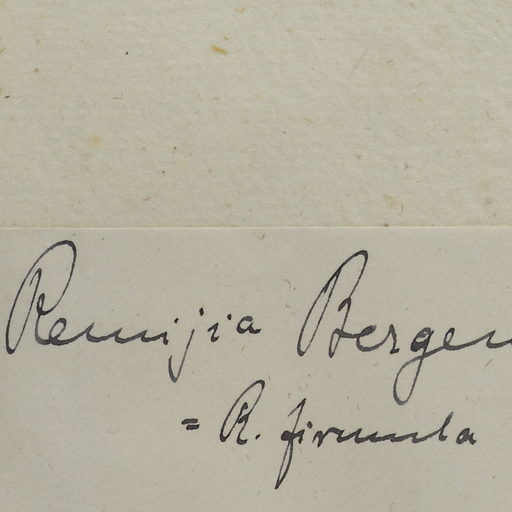 Remijia Bergen
= R. firmula